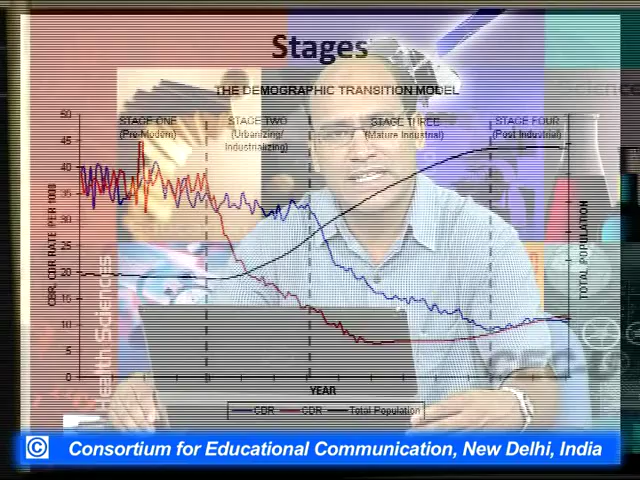 Stages
THE DEMOGRAPHIC TRANSITION MODEL
STAGE ONE
(Pre-Modern)
STAGE TWO
(Urbanizing/
Industrializing)
STAGE THREE
(Mature Industrial)
STAGE FOUR
(Post Industrial)
50
45
40
35
30
25
20
15
10
5
0
CBR, CDR RATE PER 1000
TOTAL POPULATION
YEAR
CBR
CDR
Total Population
Health Sciences
© Consortium for Educational Communication, New Delhi, India